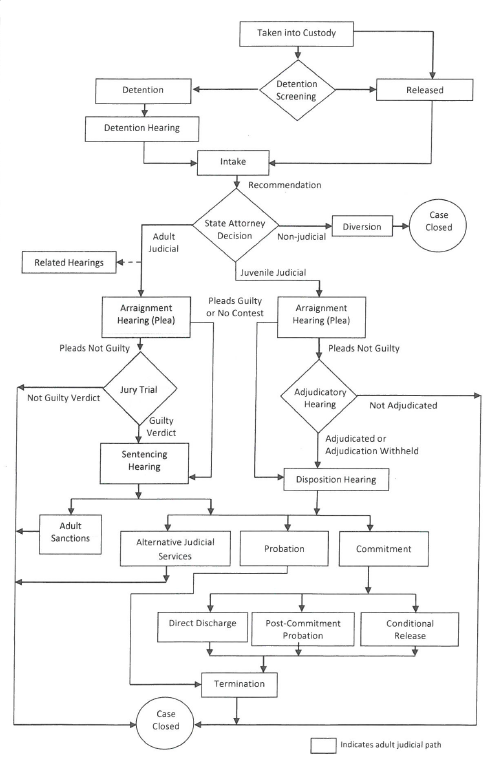 Taken into Custody
Detention
Screening
Detention
Released
Detention Hearing
Intake
Recommendation
State Attorney
Decision
Non-judicial
Diversion
Case
Closed
Adult
Judicial
Related Hearings
Juvenile Judicial
Arraignment
Hearing (Plea)
Pleads Guilty
or No Contest
Arraignment
Hearing (Plea)
Pleads Not Guilty
Pleads Not Guilty
Jury Trial
Not Guilty Verdict
Adjudicatory
Hearing
Not Adjudicated
Guilty
Verdict
Adjudicated or
Adjudication Withheld
Sentencing
Hearing
Disposition Hearing
Adult
Sanctions
Alternative Judicial
Services
Probation
Commitment
Direct Discharge
Post-Commitment
Probation
Conditional
Release
Termination
Case
Closed
Indicates adult judicial path